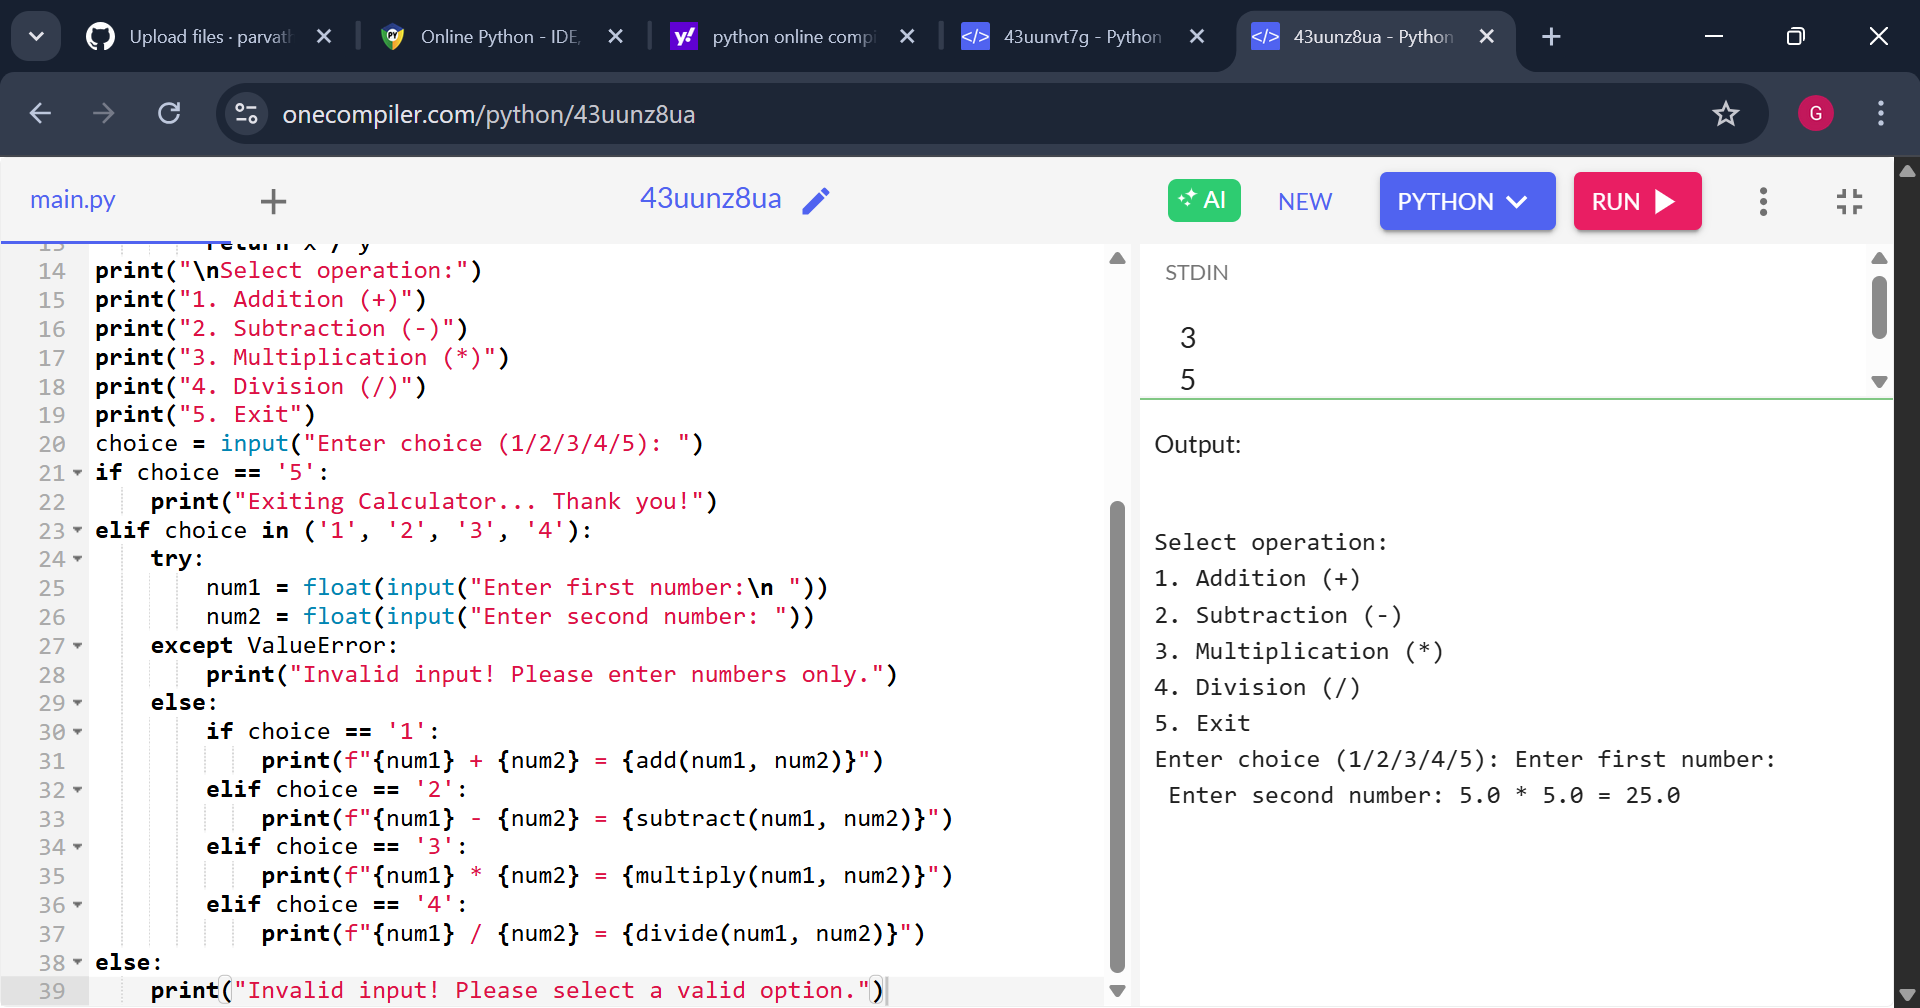 Upload files · parvath
Online Python - IDE,
python online compi
43uunvt7g - Python
43uunz8ua - Python
onecompiler.com/python/43uunz8ua
G
main.py
43uunz8ua
AI
NEW
PYTHON
RUN
13 return x / y
14 print("\nSelect operation:")
15 print("1. Addition (+)")
16 print("2. Subtraction (-)")
17 print("3. Multiplication (*)")
18 print("4. Division (/)")
19 print("5. Exit")
20 choice = input("Enter choice (1/2/3/4/5): ")
21 if choice == '5':
22     print("Exiting Calculator... Thank you!")
23 elif choice in ('1', '2', '3', '4'):
24     try:
25         num1 = float(input("Enter first number:\n "))
26         num2 = float(input("Enter second number: "))
27     except ValueError:
28         print("Invalid input! Please enter numbers only.")
29     else:
30         if choice == '1':
31             print(f"{num1} + {num2} = {add(num1, num2)}")
32         elif choice == '2':
33             print(f"{num1} - {num2} = {subtract(num1, num2)}")
34         elif choice == '3':
35             print(f"{num1} * {num2} = {multiply(num1, num2)}")
36         elif choice == '4':
37             print(f"{num1} / {num2} = {divide(num1, num2)}")
38 else:
39     print("Invalid input! Please select a valid option.")
STDIN
3
5
Output:
Select operation:
1. Addition (+)
2. Subtraction (-)
3. Multiplication (*)
4. Division (/)
5. Exit
Enter choice (1/2/3/4/5): Enter first number:
Enter second number: 5.0 * 5.0 = 25.0